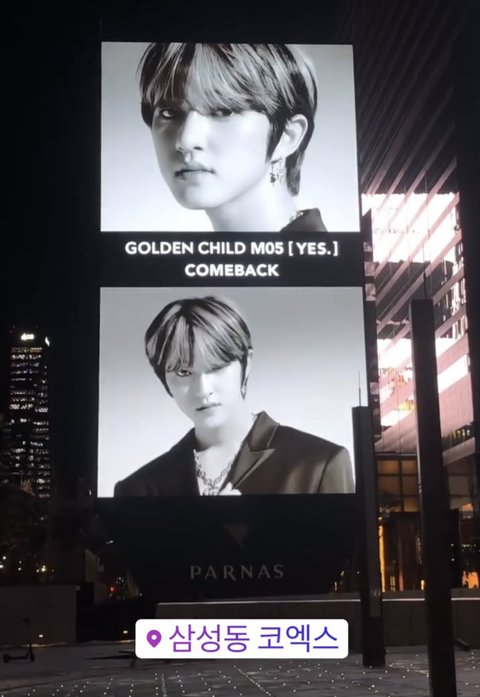 GOLDEN CHILD M05 [ YES. ]
COMEBACK
PARNAS
삼성동 코엑스